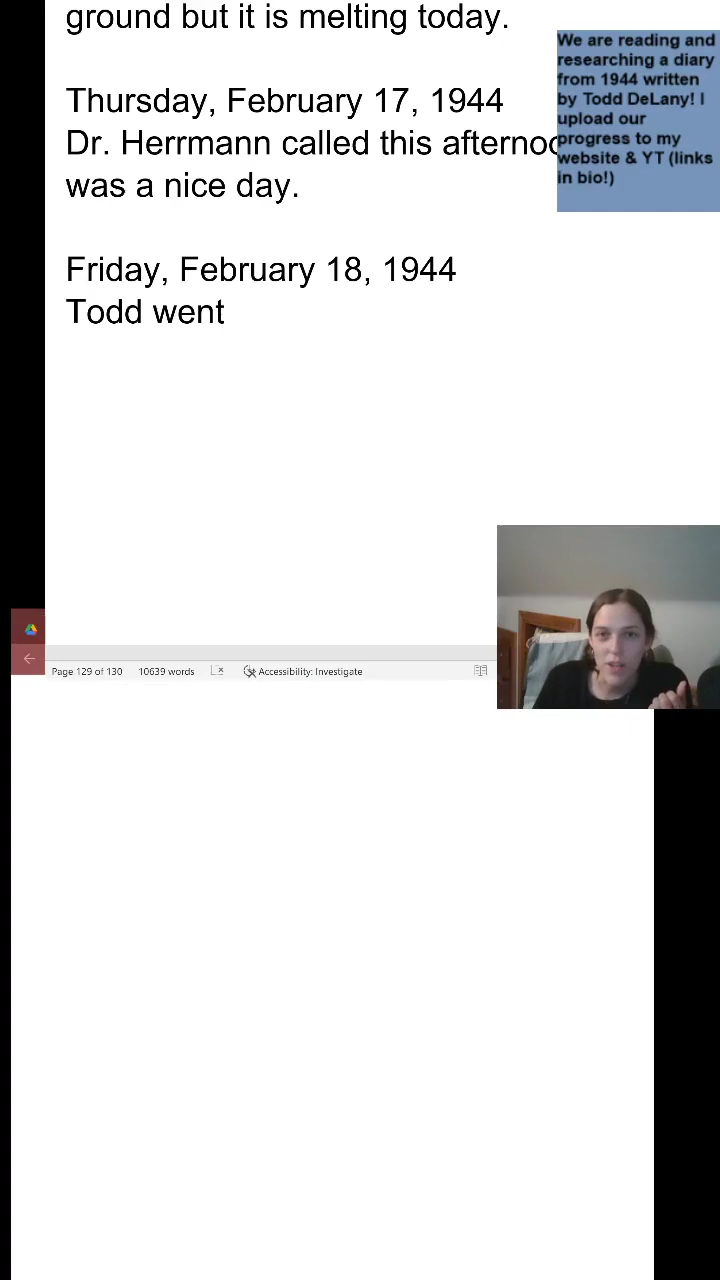 ground but it is melting today.
Thursday, February 17, 1944
Dr. Herrmann called this
was a nice day.
Friday, February 18, 1944
Todd went
We are reading and
researching a diary
from 1944 written
by Todd DeLany! I
upload our
progress to my
website & YT (links
in bio!)
Page 129 of 130 10639 words Accessibility: Investigate